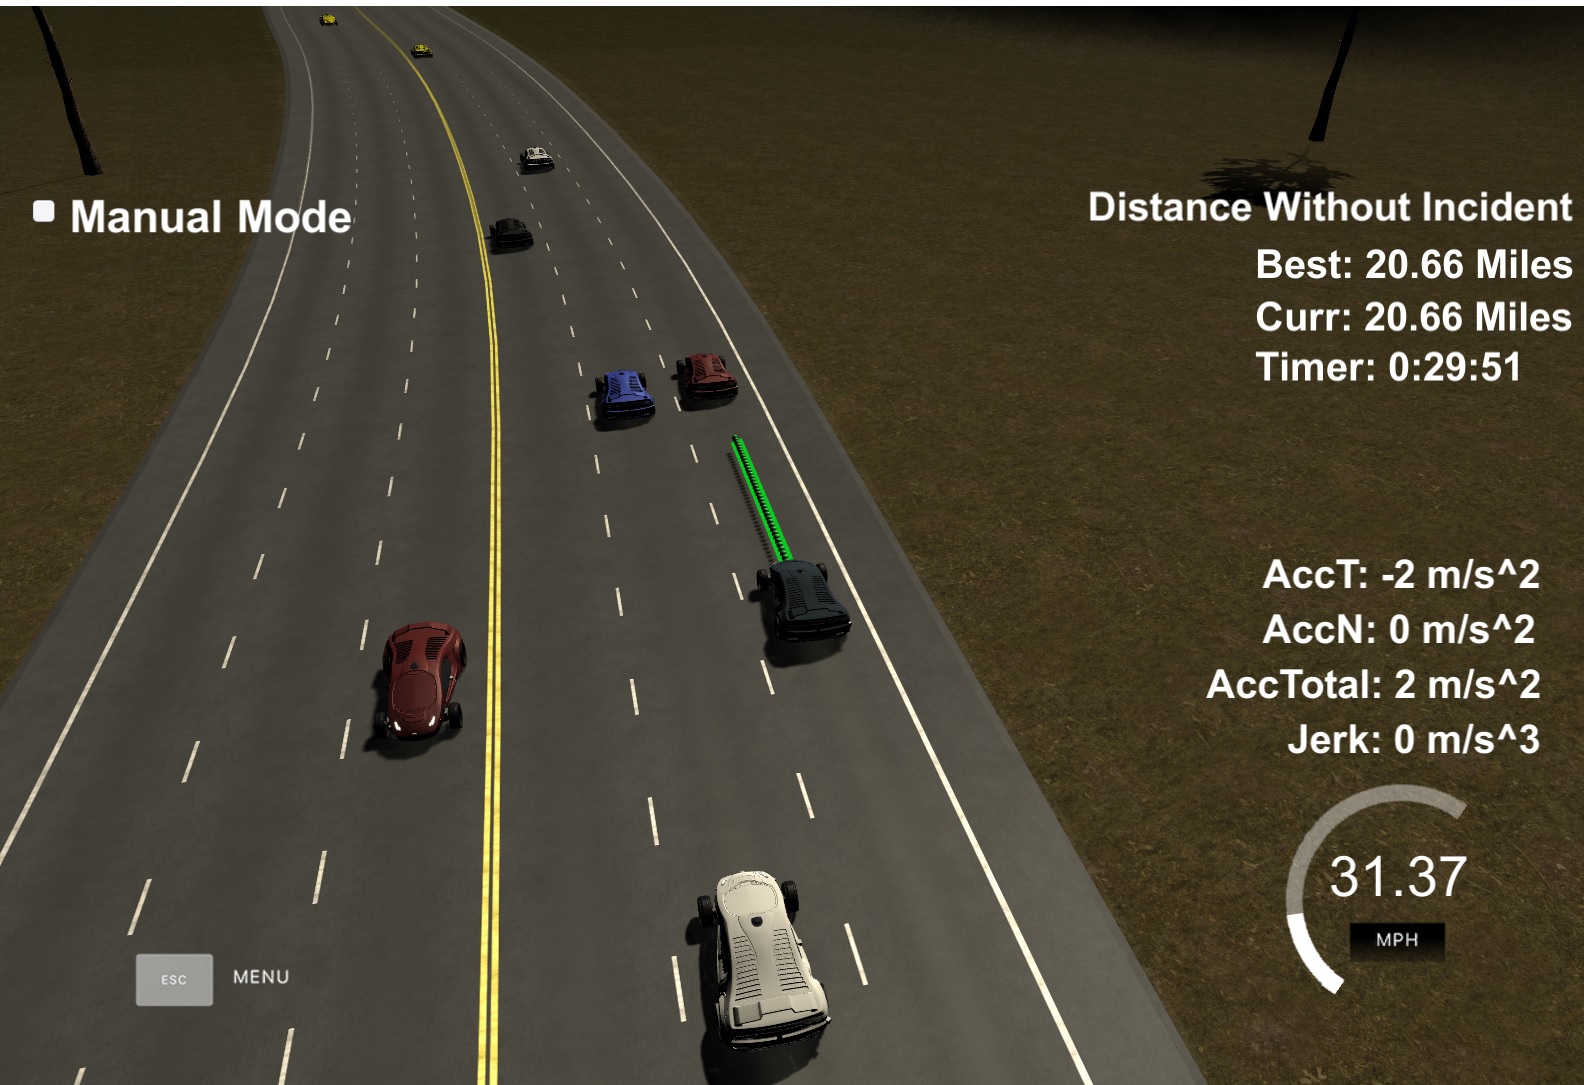 Manual Mode
Distance Without Incident
Best: 20.66 Miles
Curr: 20.66 Miles
Timer: 0:29:51
AccT: -2 m/s^2
AccN: 0 m/s^2
AccTotal: 2 m/s^2
Jerk: 0 m/s^3
31.37
MPH
ESC MENU